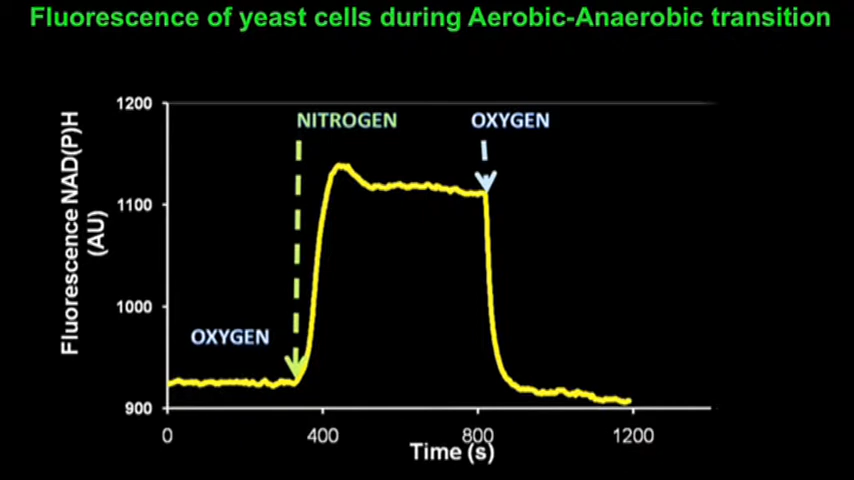 Fluorescence of yeast cells during Aerobic-Anaerobic transition
Fluorescence NAD(P)H
(AU)
1200
1100
1000
900
NITROGEN
OXYGEN
OXYGEN
0
400
800
1200
Time (s)